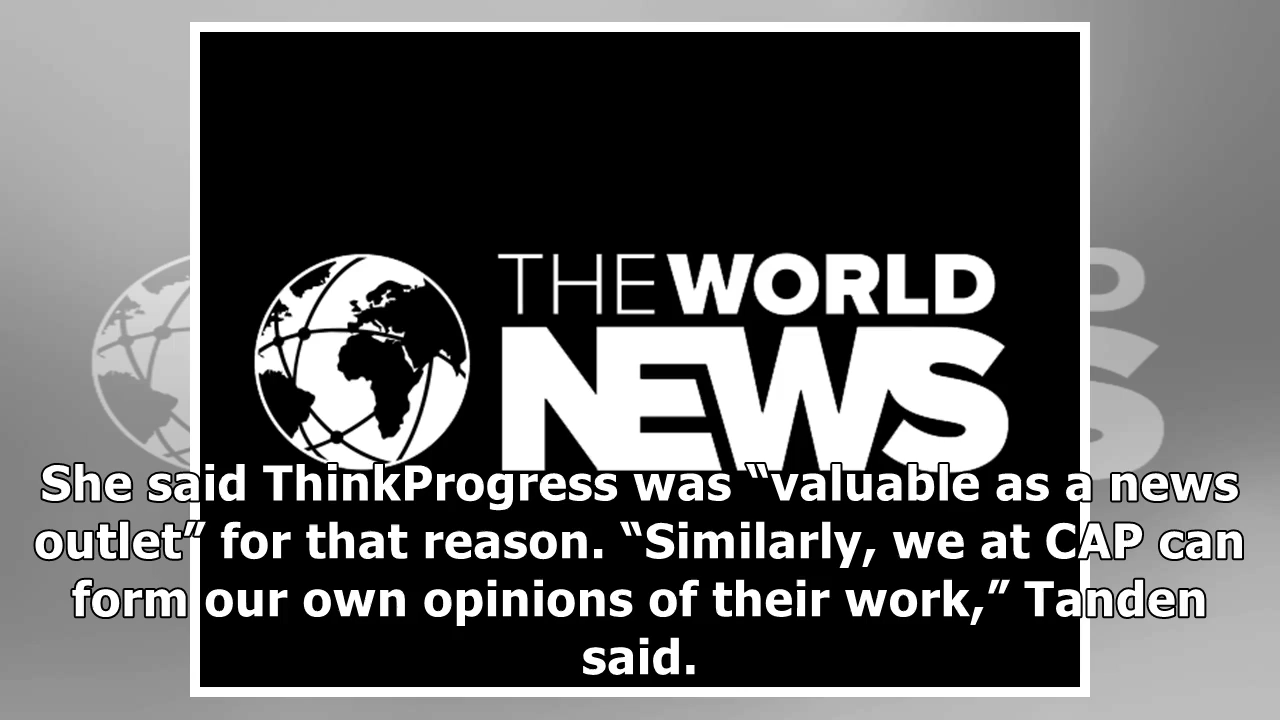 THE WORLD
NEWS
She said ThinkProgress was “valuable as a news
outlet” for that reason. “Similarly, we at CAP can
form our own opinions of their work,” Tanden
said.